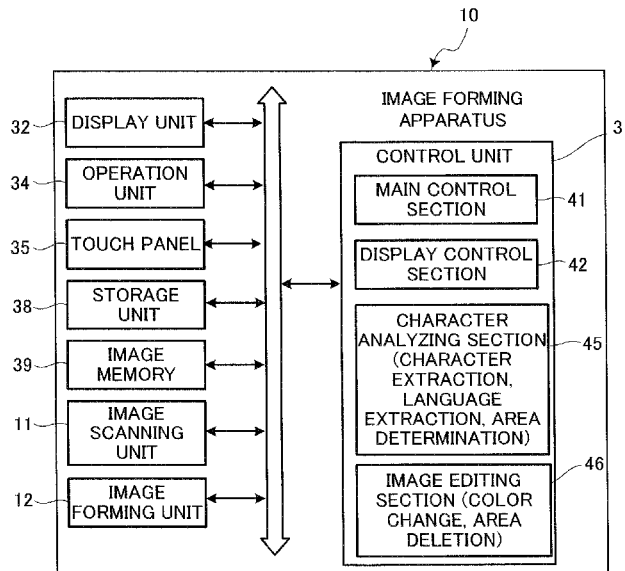 10
32
DISPLAY UNIT
34
OPERATION
UNIT
35
TOUCH PANEL
38
STORAGE
UNIT
39
IMAGE
MEMORY
11
IMAGE
SCANNING
UNIT
12
IMAGE
FORMING UNIT
IMAGE FORMING
APPARATUS
3
CONTROL UNIT
MAIN CONTROL
SECTION
41
DISPLAY CONTROL
SECTION
42
CHARACTER
ANALYZING SECTION
(CHARACTER
EXTRACTION,
LANGUAGE
EXTRACTION, AREA
DETERMINATION)
45
IMAGE EDITING
SECTION (COLOR
CHANGE, AREA
DELETION)
46